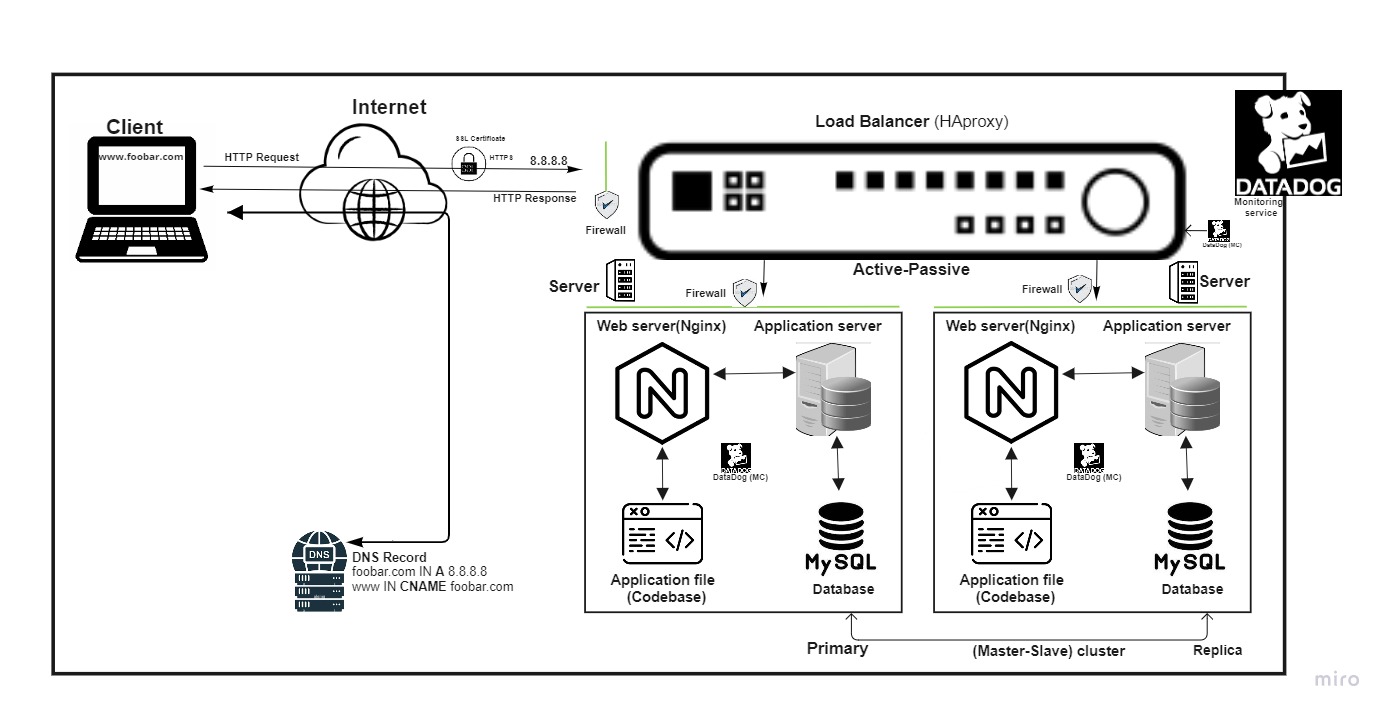 Internet
Client
www.foobar.com
HTTP Request
SSL Certificate
HTTPS
8.8.8.8
HTTP Response
Firewall
Load Balancer (HAproxy)
DATADOG
Monitoring
service
DataDog (MC)
Active-Passive
Server
Firewall
Firewall
Server
Web server(Nginx)
Application server
DATADOG
DataDog (MC)
XO
</>
Application file
(Codebase)
MySQL
Database
Web server(Nginx)
Application server
DATADOG
DataDog (MC)
XO
</>
Application file
(Codebase)
MySQL
Database
DNS
DNS Record
foobar.com IN A 8.8.8.8
www IN CNAME foobar.com
Primary
(Master-Slave) cluster
Replica
miro